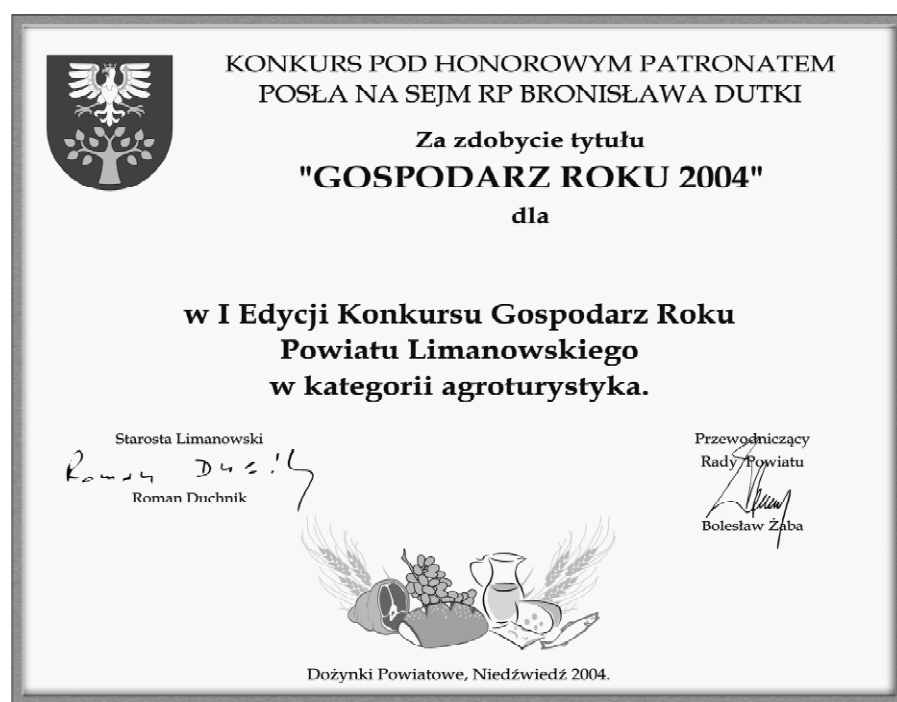 KONKURS POD HONOROWYM PATRONATEM
POSŁA NA SEJM RP BRONISŁAWA DUTKI
Za zdobycie tytułu
"GOSPODARZ ROKU 2004"
dla
w I Edycji Konkursu Gospodarz Roku
Powiatu Limanowskiego
w kategorii agroturystyka.
Starosta Limanowski
Roman Duchnik
Przewodniczący
Rady Powiatu
Bolesław Żaba
Dożynki Powiatowe, Niedźwiedź 2004.